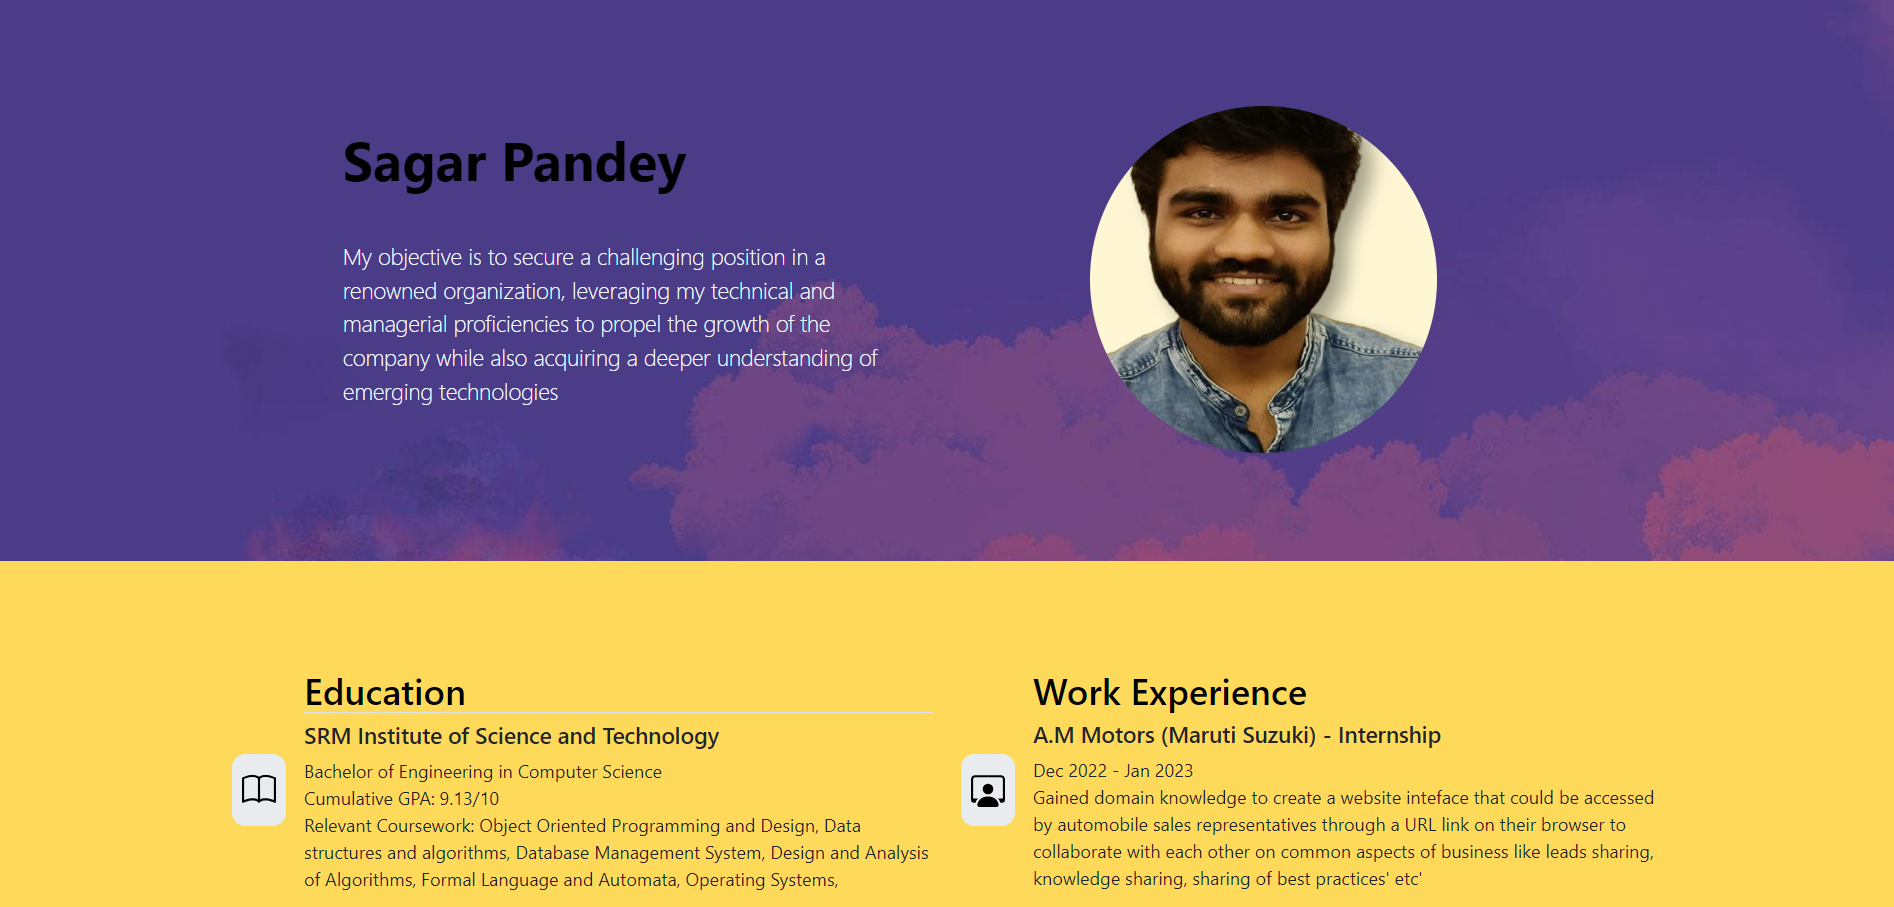 Sagar Pandey
My objective is to secure a challenging position in a
renowned organization, leveraging my technical and
managerial proficiencies to propel the growth of the
company while also acquiring a deeper understanding of
emerging technologies
Education
SRM Institute of Science and Technology
Bachelor of Engineering in Computer Science
Cumulative GPA: 9.13/10
Relevant Coursework: Object Oriented Programming and Design, Data
structures and algorithms, Database Management System, Design and Analysis
of Algorithms, Formal Language and Automata, Operating Systems,
Work Experience
A.M Motors (Maruti Suzuki) - Internship
Dec 2022 - Jan 2023
Gained domain knowledge to create a website inteface that could be accessed
by automobile sales representatives through a URL link on their browser to
collaborate with each other on common aspects of business like leads sharing,
knowledge sharing, sharing of best practices' etc'